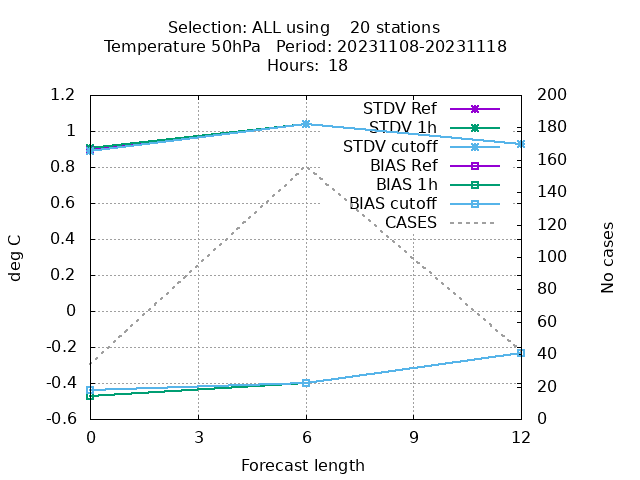 Selection: ALL using    20 stations
Temperature 50hPa   Period: 20231108-20231118
Hours:  18
1.2
1
0.8
0.6
0.4
0.2
0
-0.2
-0.4
-0.6
deg C
200
180
160
140
120
100
80
60
40
20
0
No cases
STDV Ref
STDV 1h
STDV cutoff
BIAS Ref
BIAS 1h
BIAS cutoff
CASES
0 3 6 9 12
Forecast length